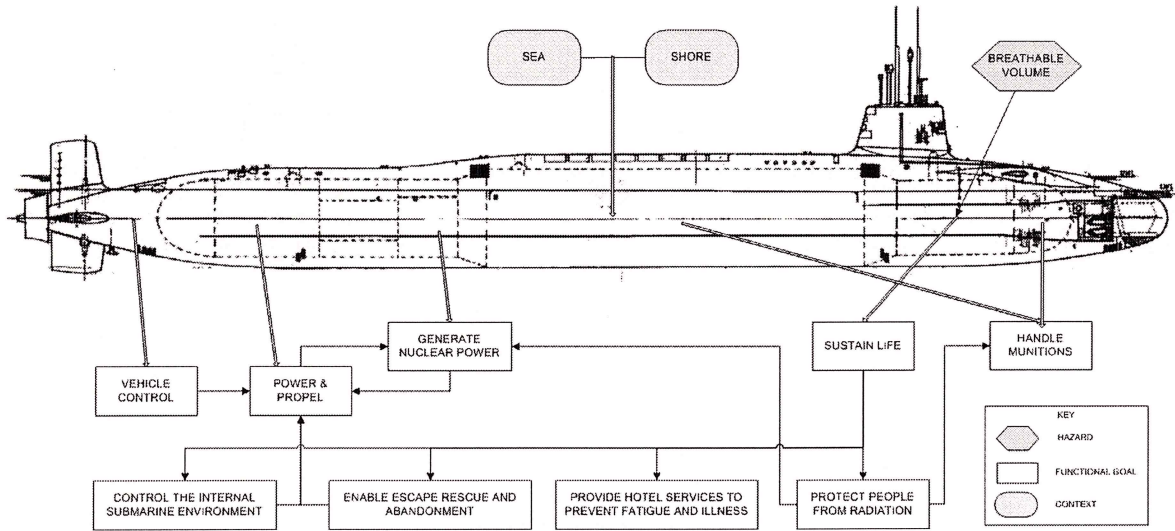 SEA
SHORE
BREATHABLE
VOLUME
GENERATE
NUCLEAR POWER
SUSTAIN LiFE
HANDLE
MUNITIONS
VEHICLE
CONTROL
POWER &
PROPEL
KEY
HAZARD
FUNCTIONAL GOAL
CONTEXT
CONTROL THE INTERNAL
SUBMARINE ENVIRONMENT
ENABLE ESCAPE RESCUE AND
ABANDONMENT
PROVIDE HOTEL SERVICES TO
PREVENT FATIGUE AND ILLNESS
PROTECT PEOPLE
FROM RADIATION